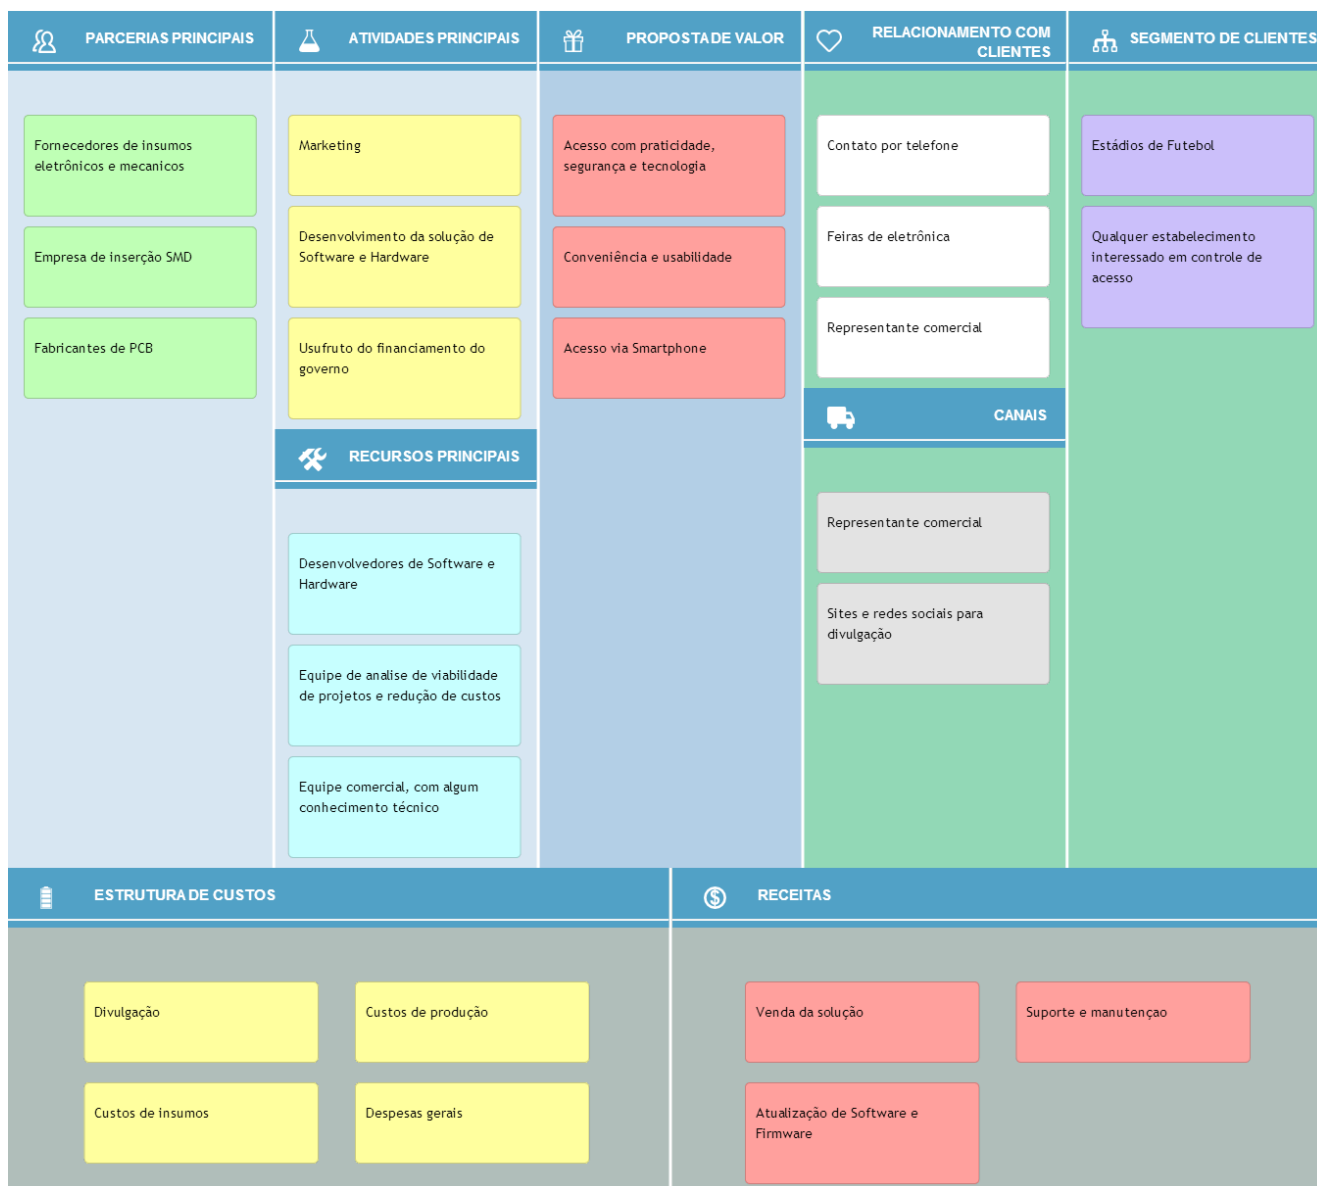 PARCERIAS PRINCIPAIS
Fornecedores de insumos
eletrônicos e mecanicos
Empresa de inserção SMD
Fabricantes de PCB
ATIVIDADES PRINCIPAIS
Marketing
Desenvolvimento da solução de
Software e Hardware
Usufruto do financiamento do
governo
RECURSOS PRINCIPAIS
Desenvolvedores de Software e
Hardware
Equipe de analise de viabilidade
de projetos e redução de custos
Equipe comercial, com algum
conhecimento técnico
PROPOSTA DE VALOR
Acesso com praticidade,
segurança e tecnologia
Conveniência e usabilidade
Acesso via Smartphone
RELACIONAMENTO COM
CLIENTES
Contato por telefone
Feiras de eletrônica
Representante comercial
CANAIS
Representante comercial
Sites e redes sociais para
divulgação
SEGMENTO DE CLIENTES
Estádios de Futebol
Qualquer estabelecimento
interessado em controle de
acesso
ESTRUTURA DE CUSTOS
Divulgação
Custos de produção
Custos de insumos
Despesas gerais
RECEITAS
Venda da solução
Suporte e manutençao
Atualização de Software e
Firmware